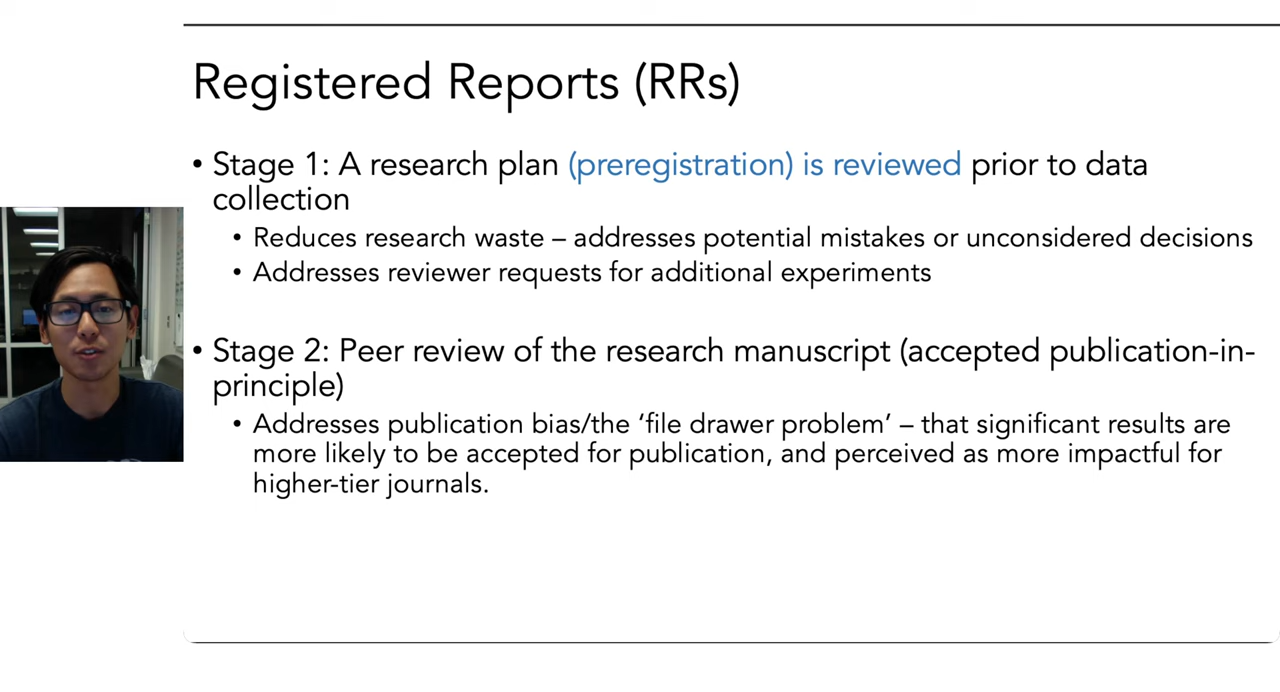 Registered Reports (RRs)
• Stage 1: A research plan (preregistration) is reviewed prior to data
collection
• Reduces research waste – addresses potential mistakes or unconsidered decisions
• Addresses reviewer requests for additional experiments
• Stage 2: Peer review of the research manuscript (accepted publication-in-
principle)
• Addresses publication bias/the ‘file drawer problem’ – that significant results are
more likely to be accepted for publication, and perceived as more impactful for
higher-tier journals.